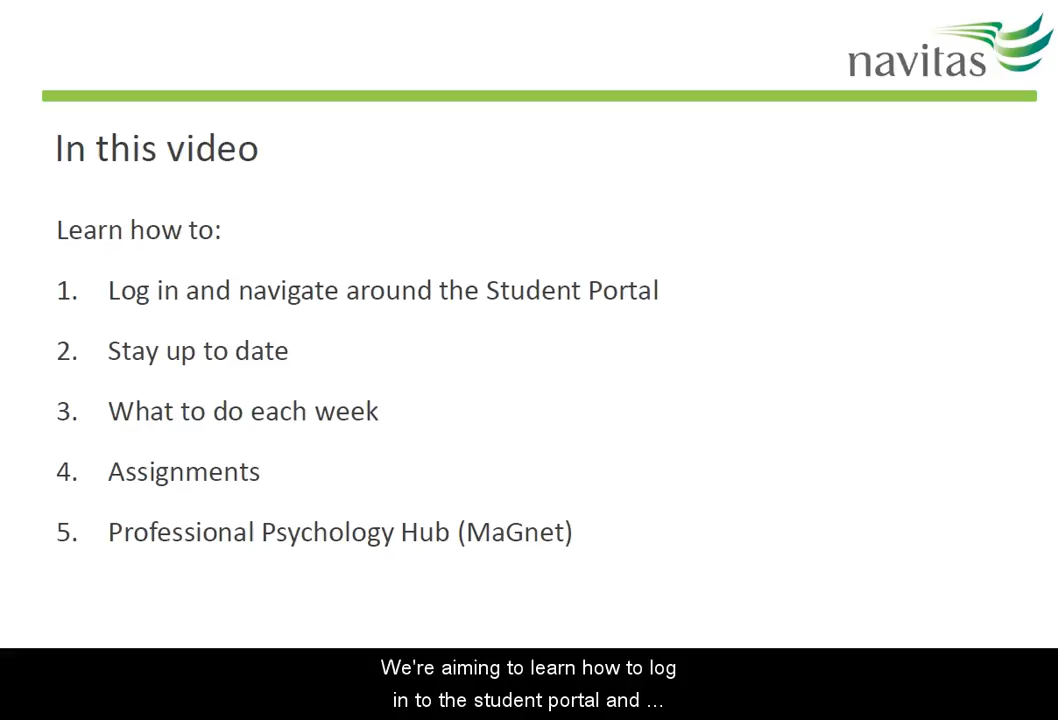 navitas
In this video
Learn how to:
1. Log in and navigate around the Student Portal
2. Stay up to date
3. What to do each week
4. Assignments
5. Professional Psychology Hub (MaGnet)
We're aiming to learn how to log
in to the student portal and ...